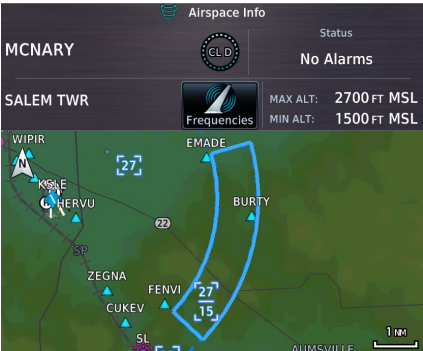 Airspace Info
MCNARY
CLD
Status
No Alarms
SALEM TWR
Frequencies
MAX ALT: 2700 FT MSL
MIN ALT: 1500 FT MSL
WIPIR
EMADE
[27]
N
KSLE
HERVU
BURTY
22
SP
ZEGNA
FENVI
27
15
CUKEV
SL
AUMSVILLE
1 NM